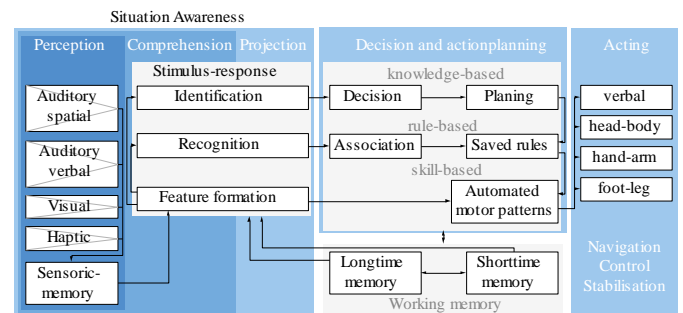 Situation Awareness
Perception
Comprehension
Projection
Decision and actionplanning
Acting
Stimulus-response
knowledge-based
Auditory
spatial
Identification
Decision
Planing
verbal
rule-based
head-body
Auditory
verbal
Recognition
Association
Saved rules
hand-arm
skill-based
Visual
Feature formation
Automated
motor patterns
foot-leg
Haptic
Sensoric-
memory
Longtime
memory
Shorttime
memory
Working memory
Navigation
Control
Stabilisation